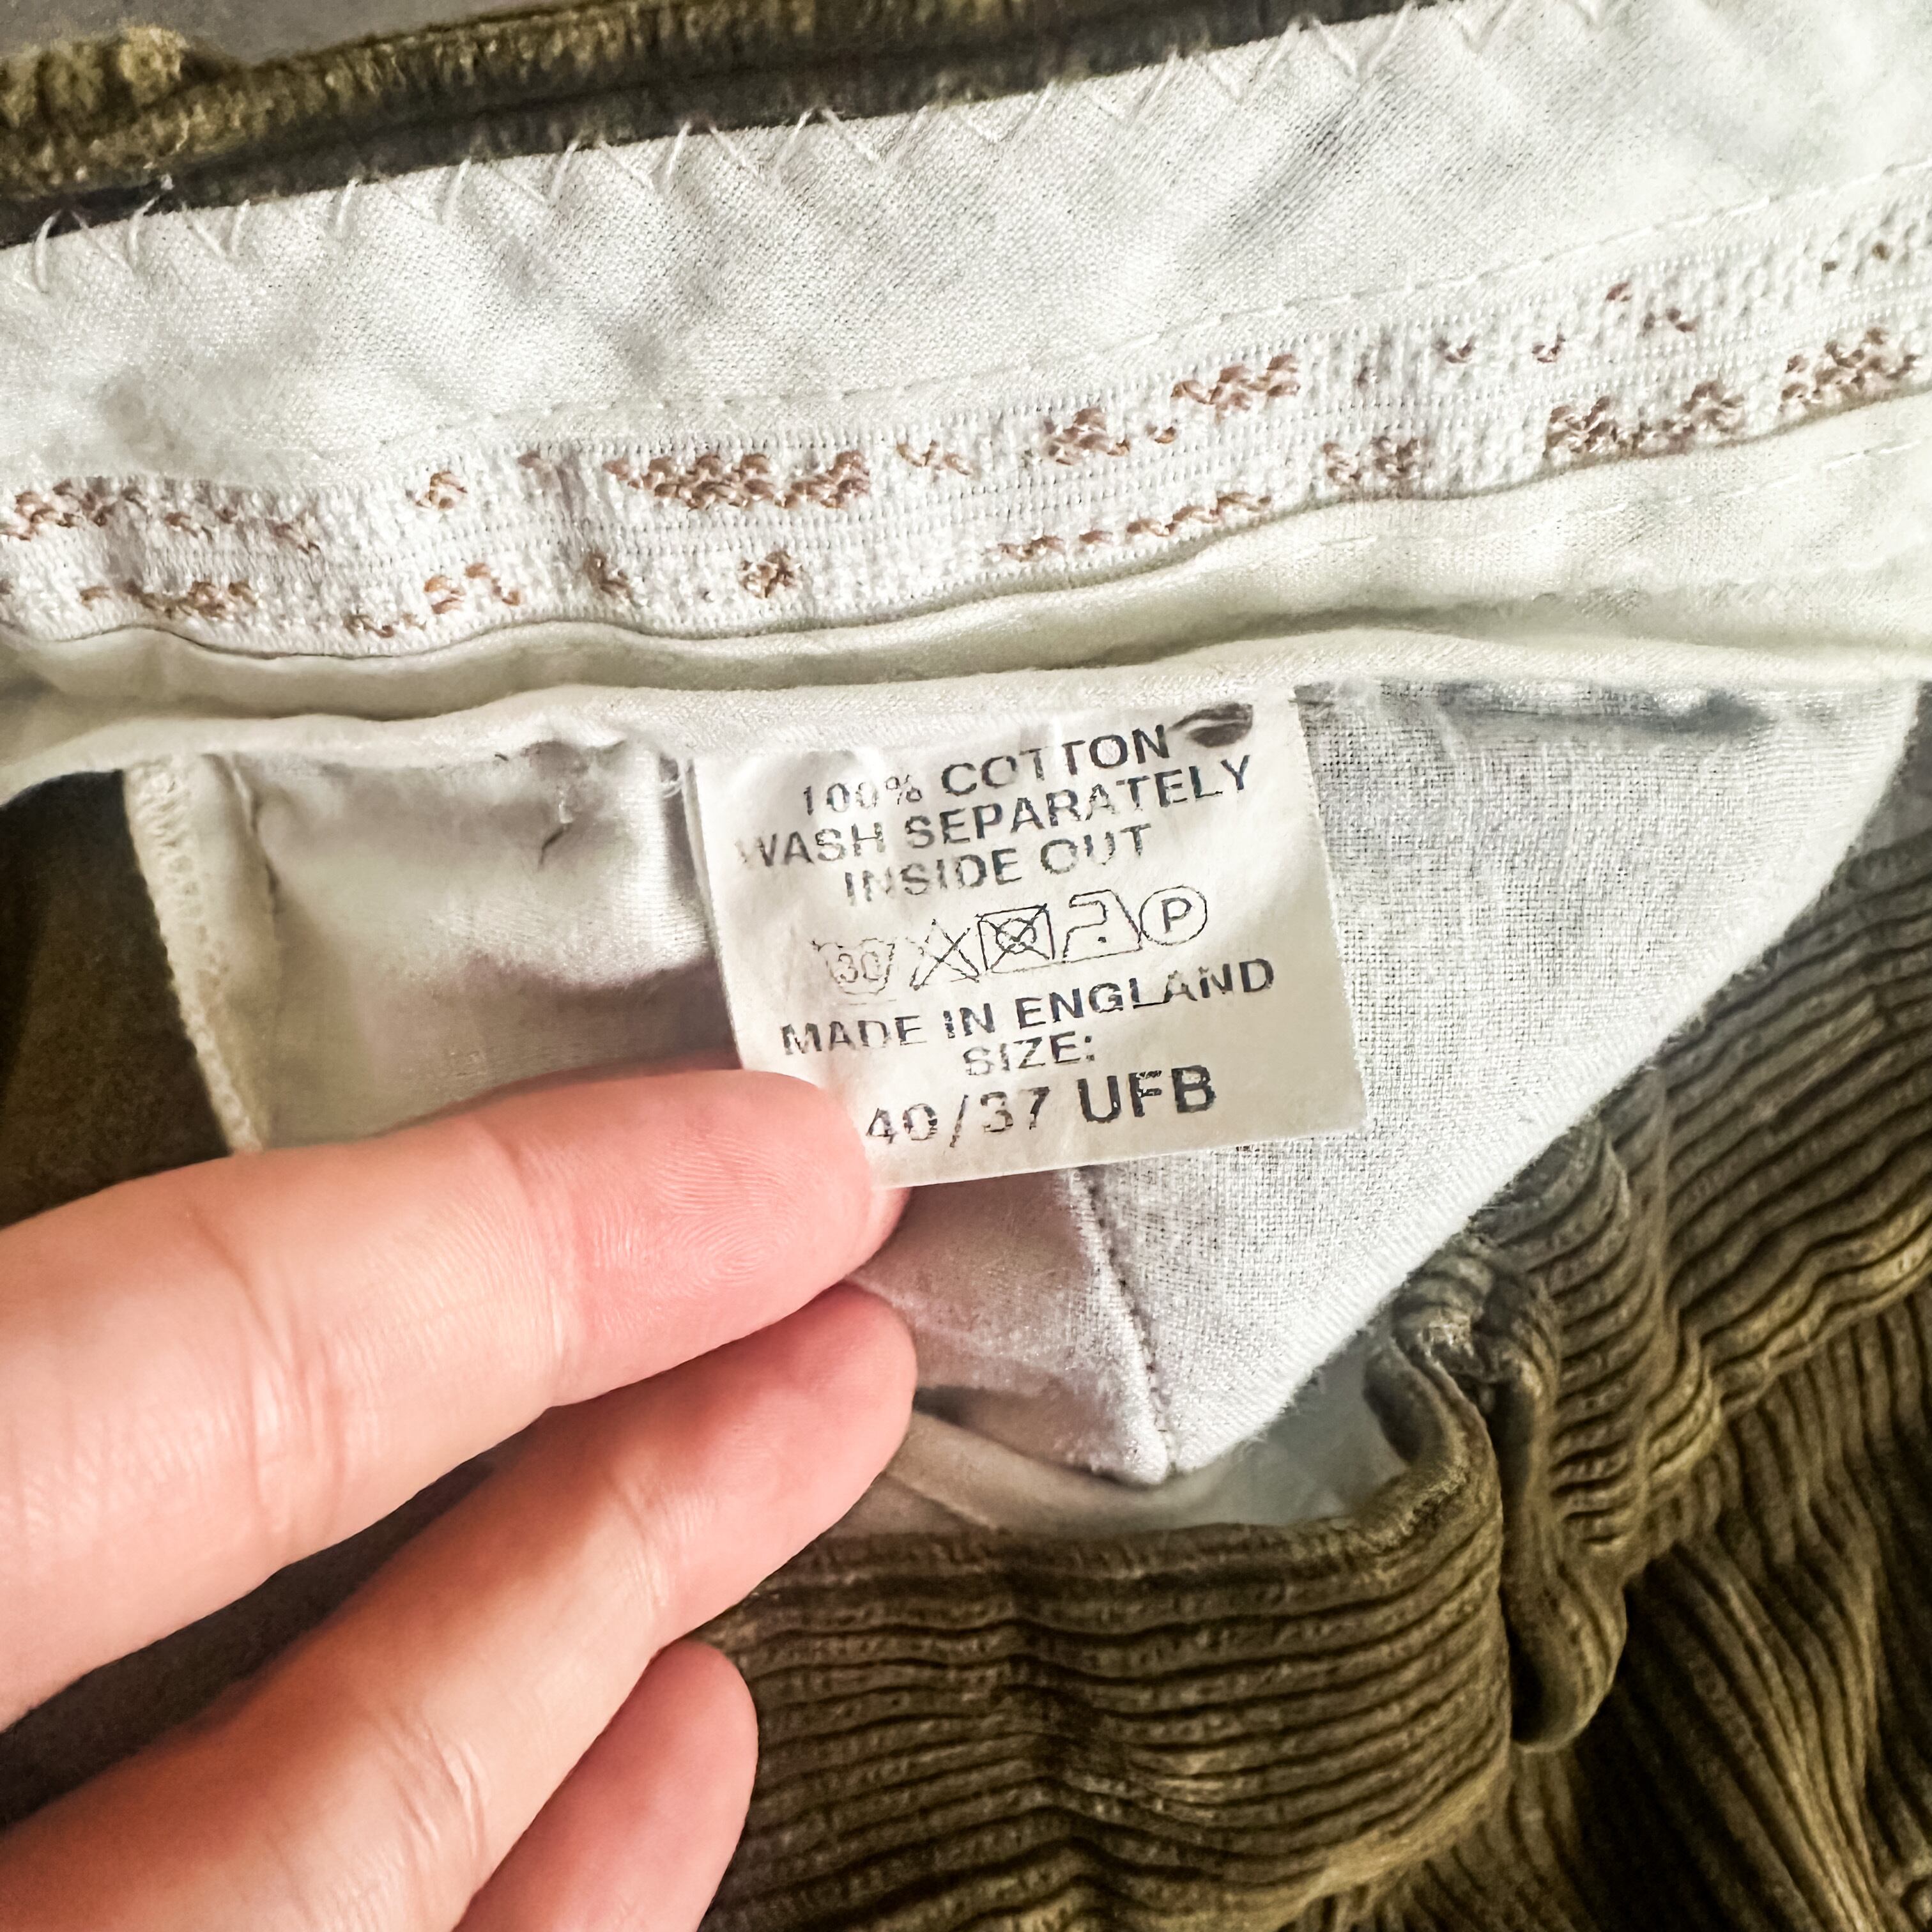 100% COTTON
WASH SEPARATELY
INSIDE OUT
30 P
MADE IN ENGLAND
SIZE:
40/37 UFB